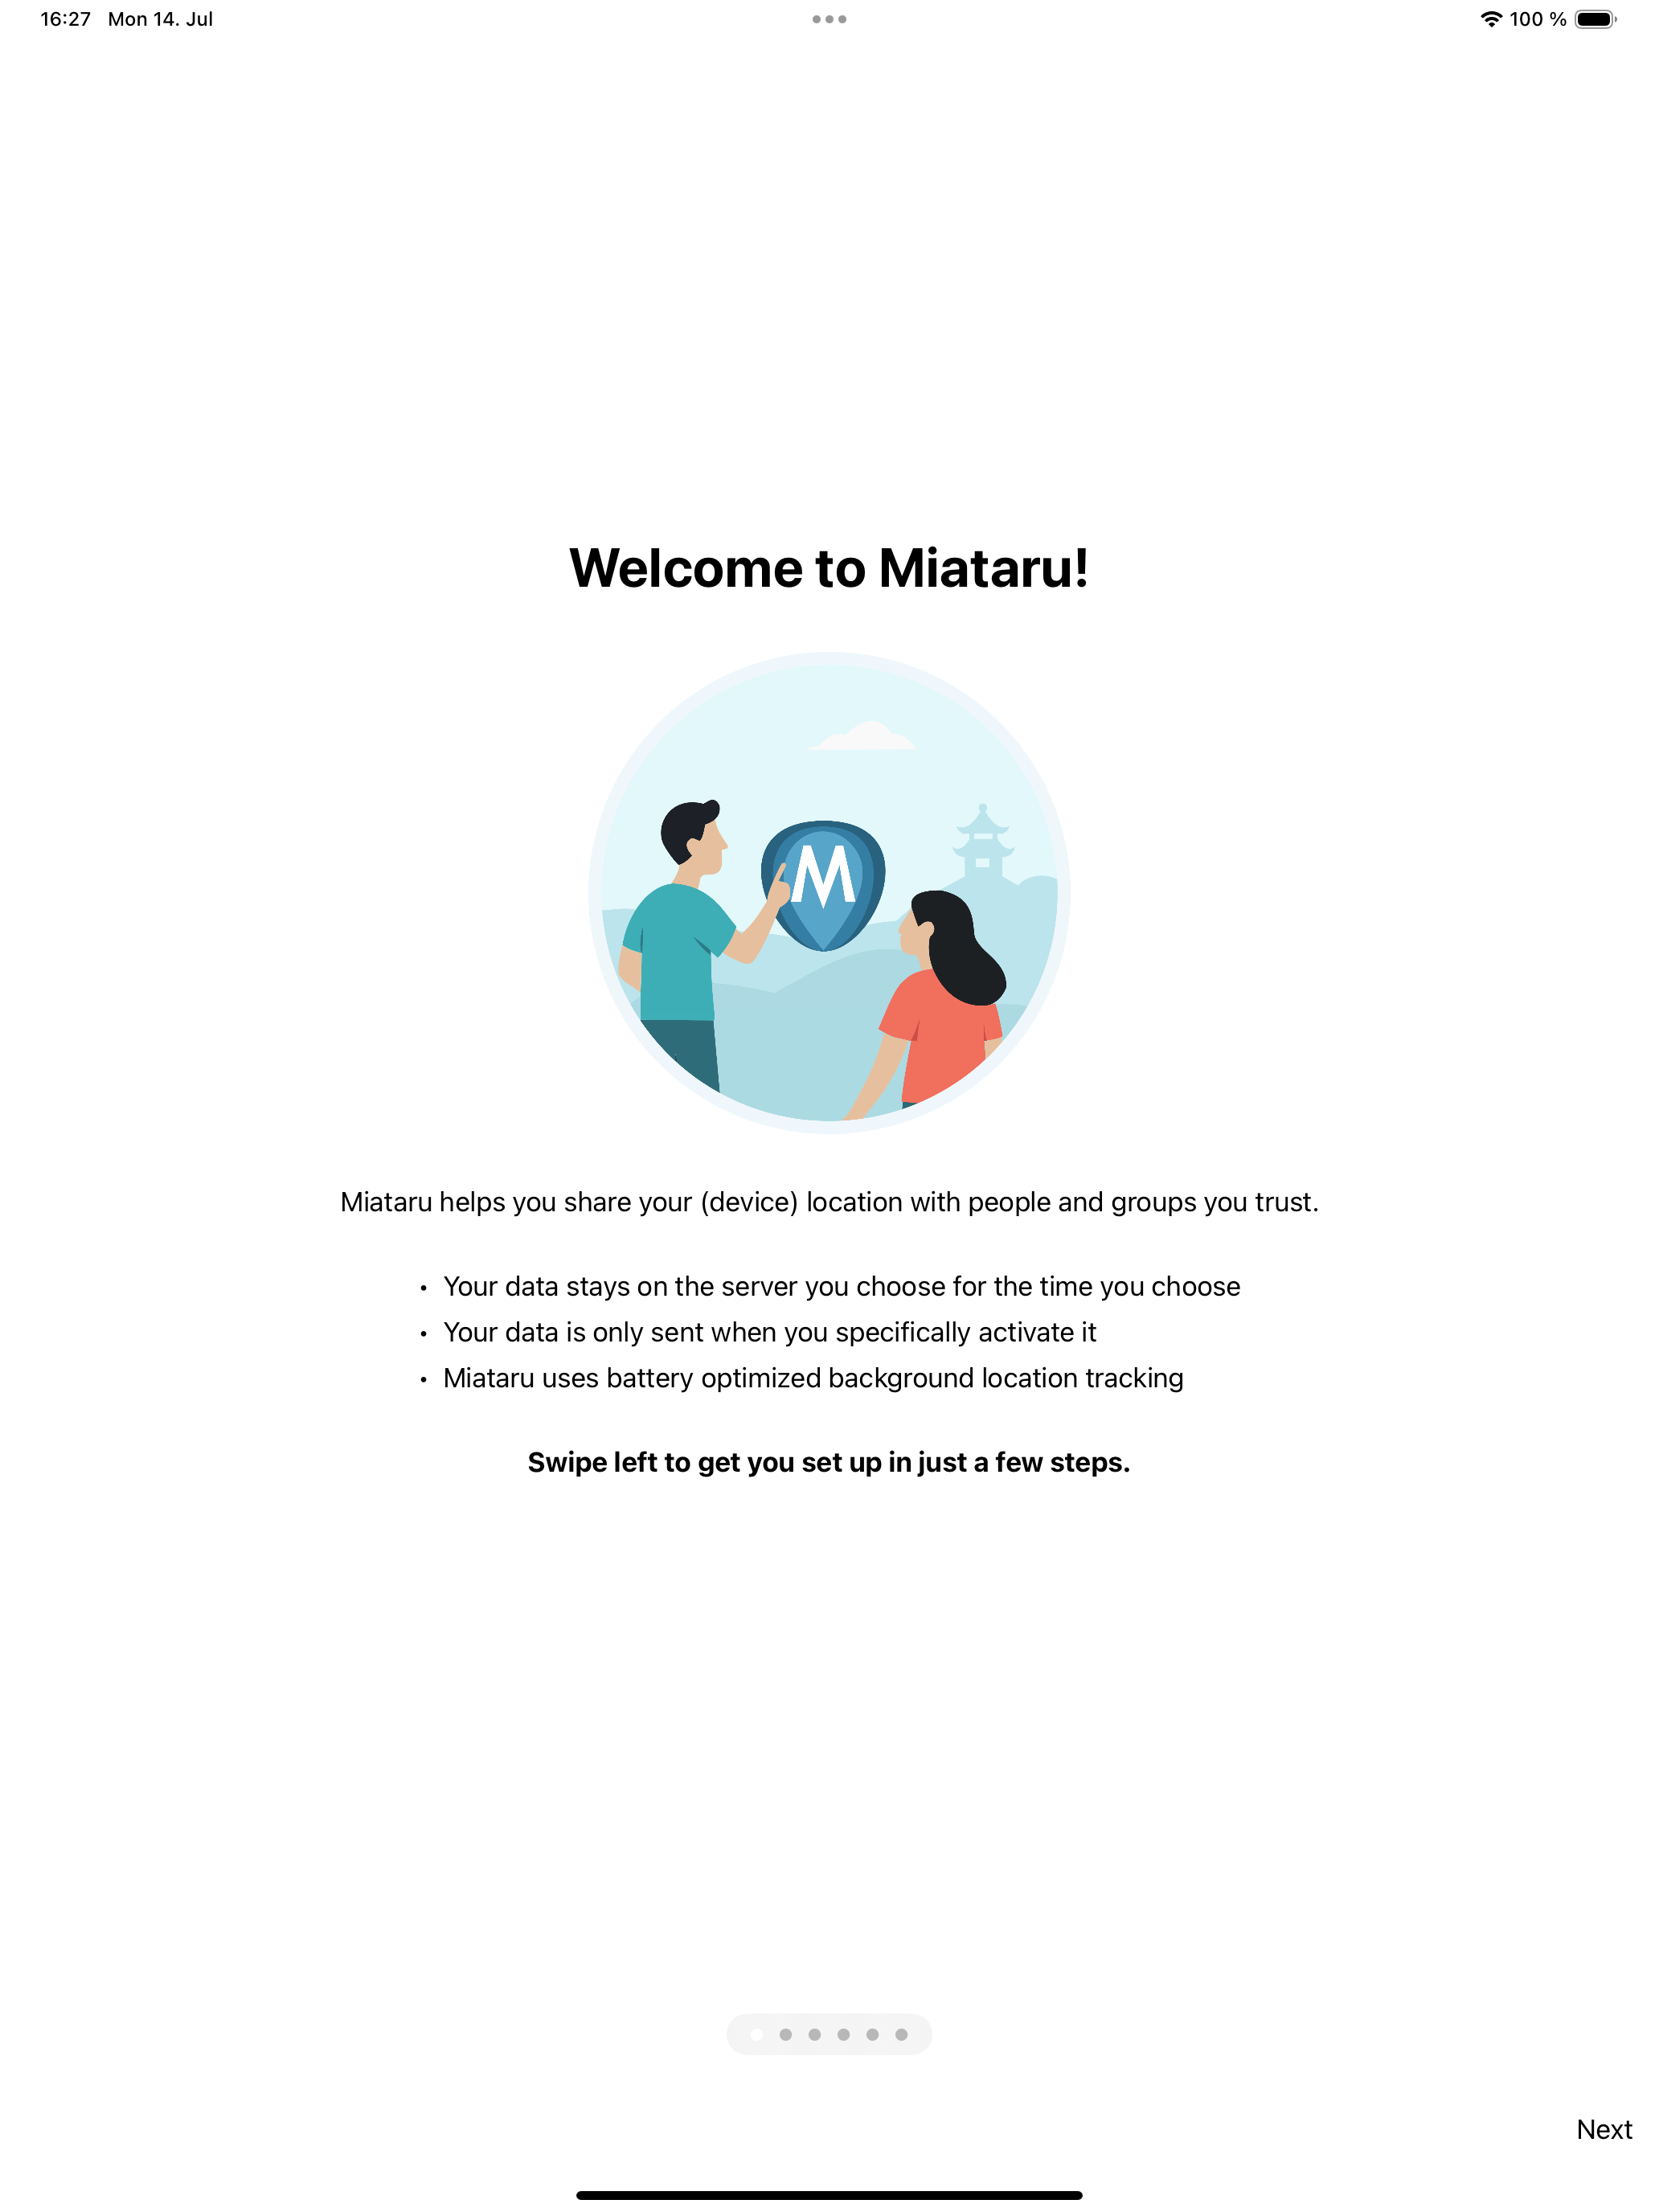 16:27 Mon 14. Jul
100 %
Welcome to Miataru!
M
Miataru helps you share your (device) location with people and groups you trust.
• Your data stays on the server you choose for the time you choose
• Your data is only sent when you specifically activate it
• Miataru uses battery optimized background location tracking
Swipe left to get you set up in just a few steps.
Next